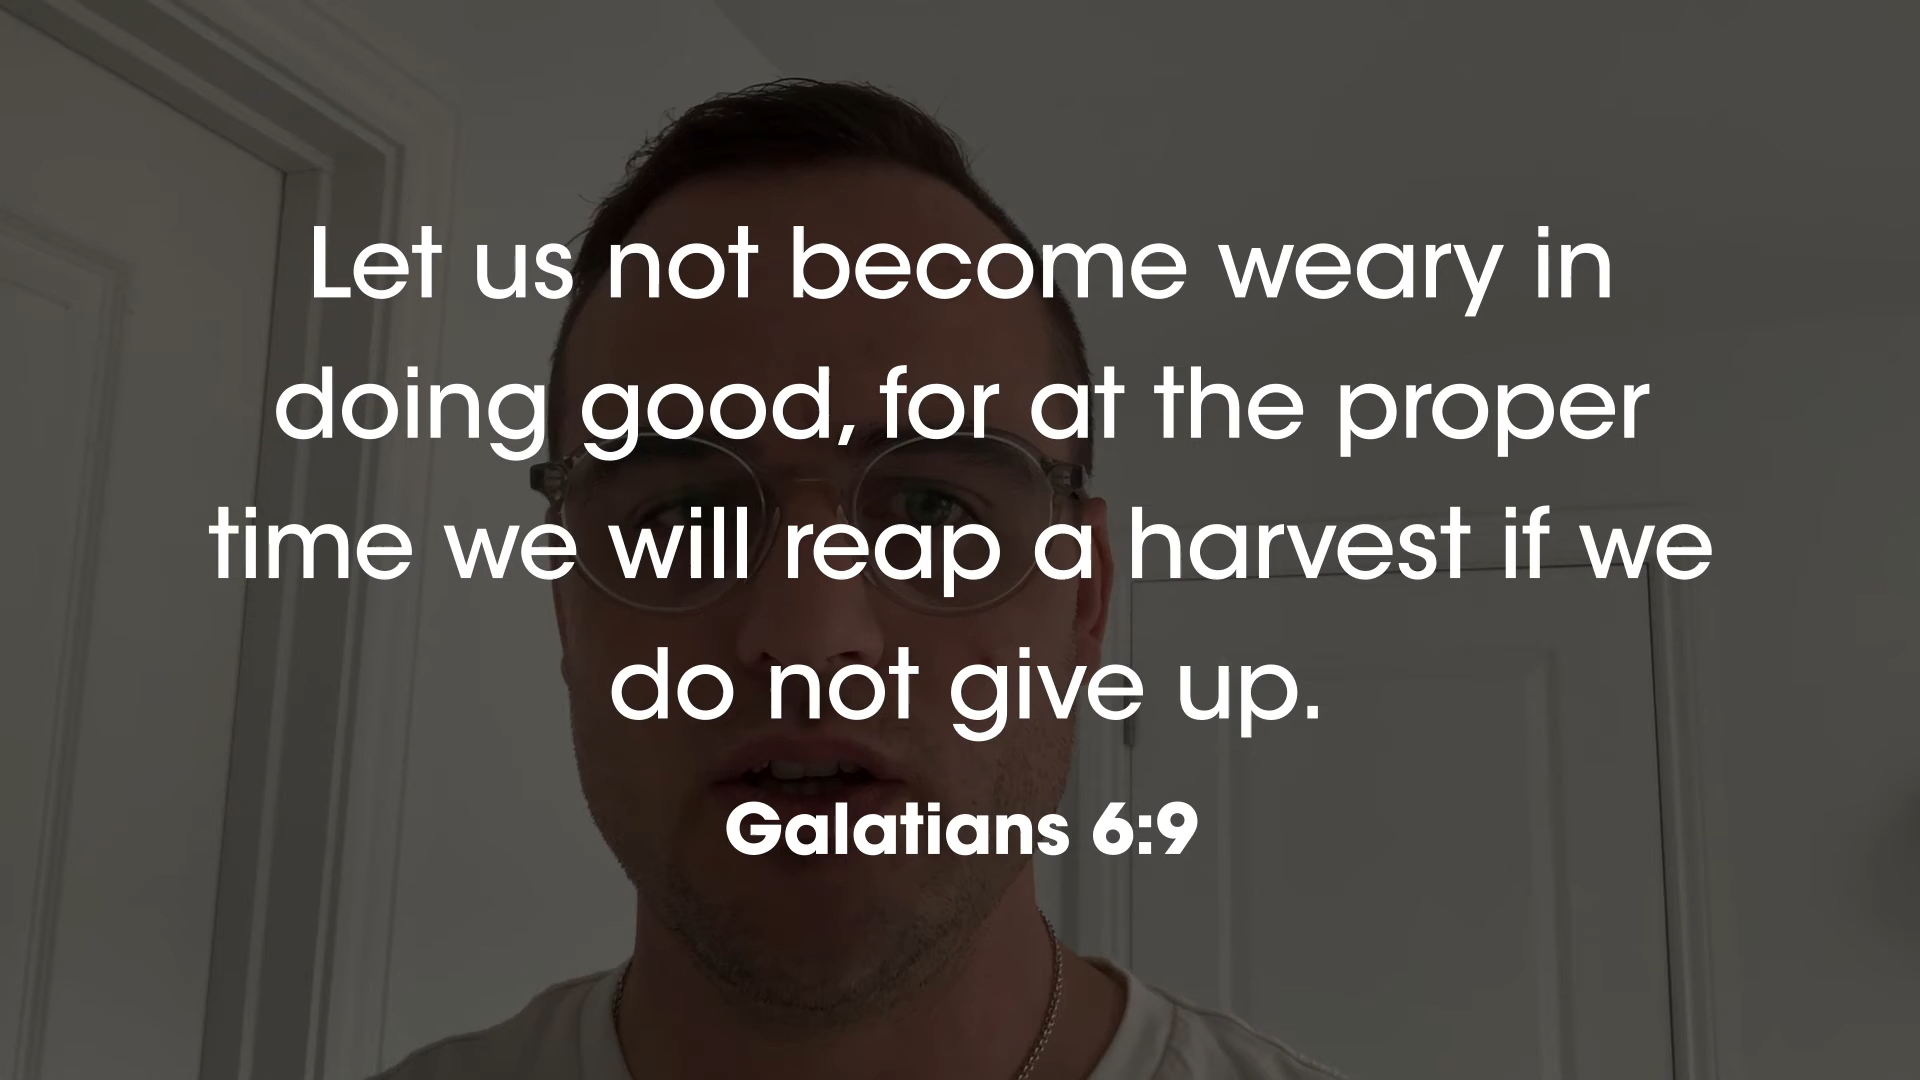 Let us not become weary in
doing good, for at the proper
time we will reap a harvest if we
do not give up.
Galatians 6:9